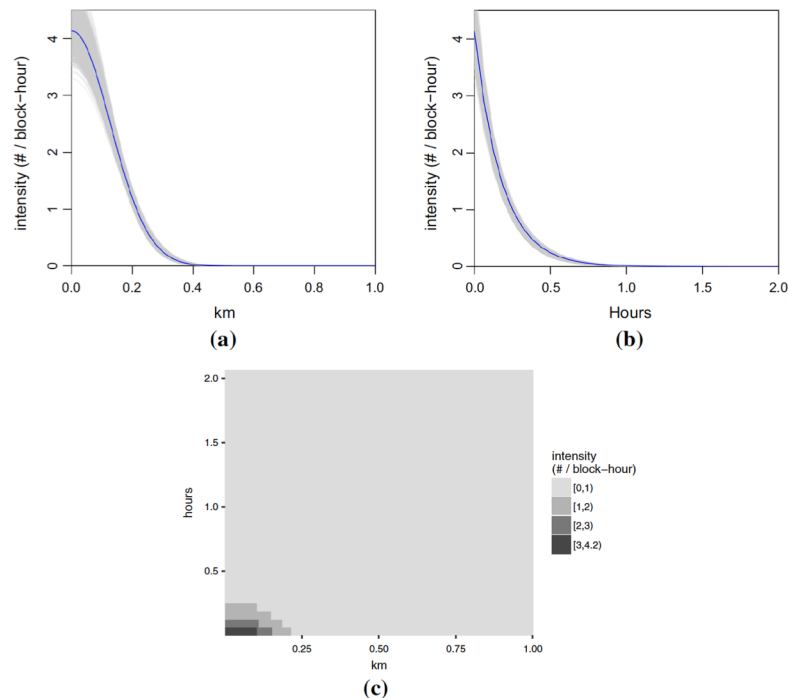 intensity (# / block−hour)
4
3
2
1
0
0.0 0.2 0.4 0.6 0.8 1.0
km
(a)
intensity (# / block−hour)
4
3
2
1
0
0.0 0.5 1.0 1.5 2.0
Hours
(b)
hours
2.0
1.5
1.0
0.5
0.25 0.50 0.75 1.00
km
intensity
(# / block−hour)
[0,1)
[1,2)
[2,3)
[3,4.2)
(c)